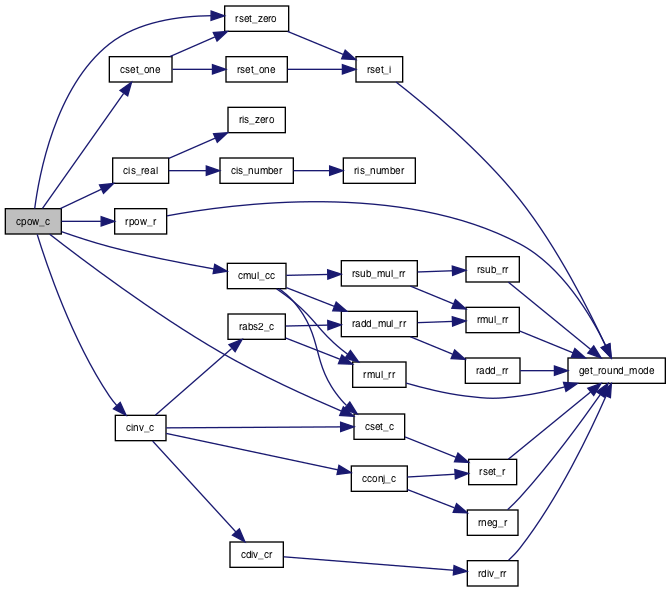 rset_zero
cset_one
rset_one
rset_i
ris_zero
cis_real
cis_number
ris_number
cpow_c
rpow_r
cmul_cc
rsub_mul_rr
rsub_rr
rabs2_c
radd_mul_rr
rmul_rr
rmul_rr
radd_rr
get_round_mode
cinv_c
cset_c
cconj_c
rset_r
rneg_r
cdiv_cr
rdiv_rr